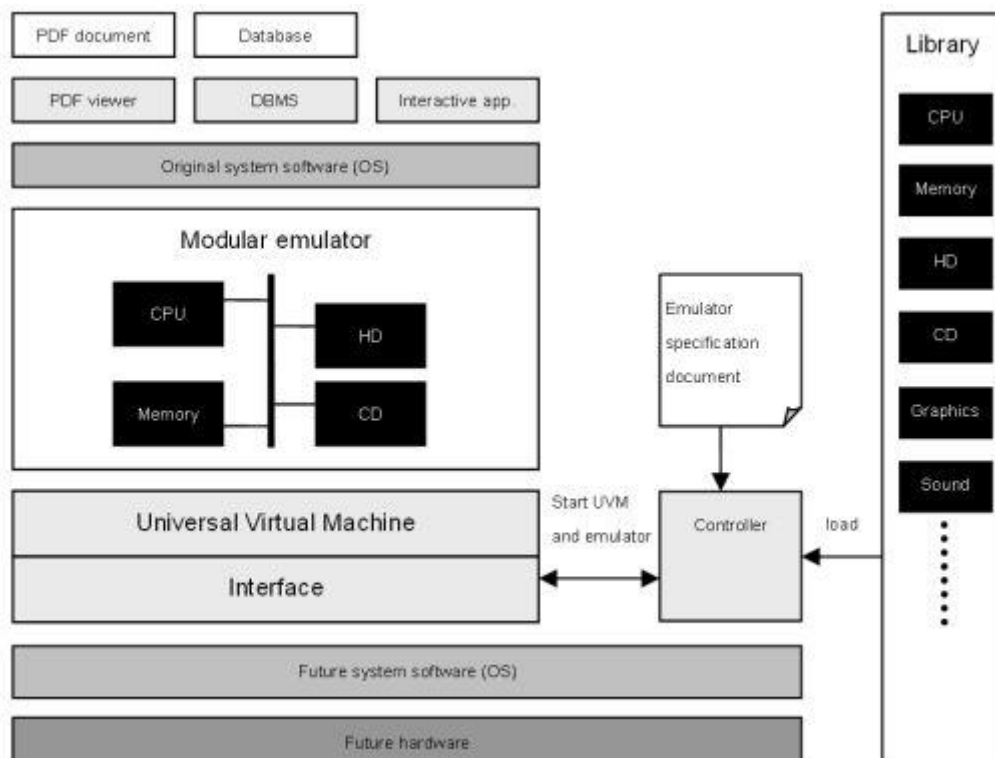 PDF document
Database
Library
PDF viewer
DBMS
Interactive app.
CPU
Original system software (OS)
Memory
Modular emulator
HD
CPU
HD
Memory
CD
Emulator
specification
document
CD
Graphics
Sound
Universal Virtual Machine
Interface
Start UVM
and emulator
Controller
load
Future system software (OS)
Future hardware